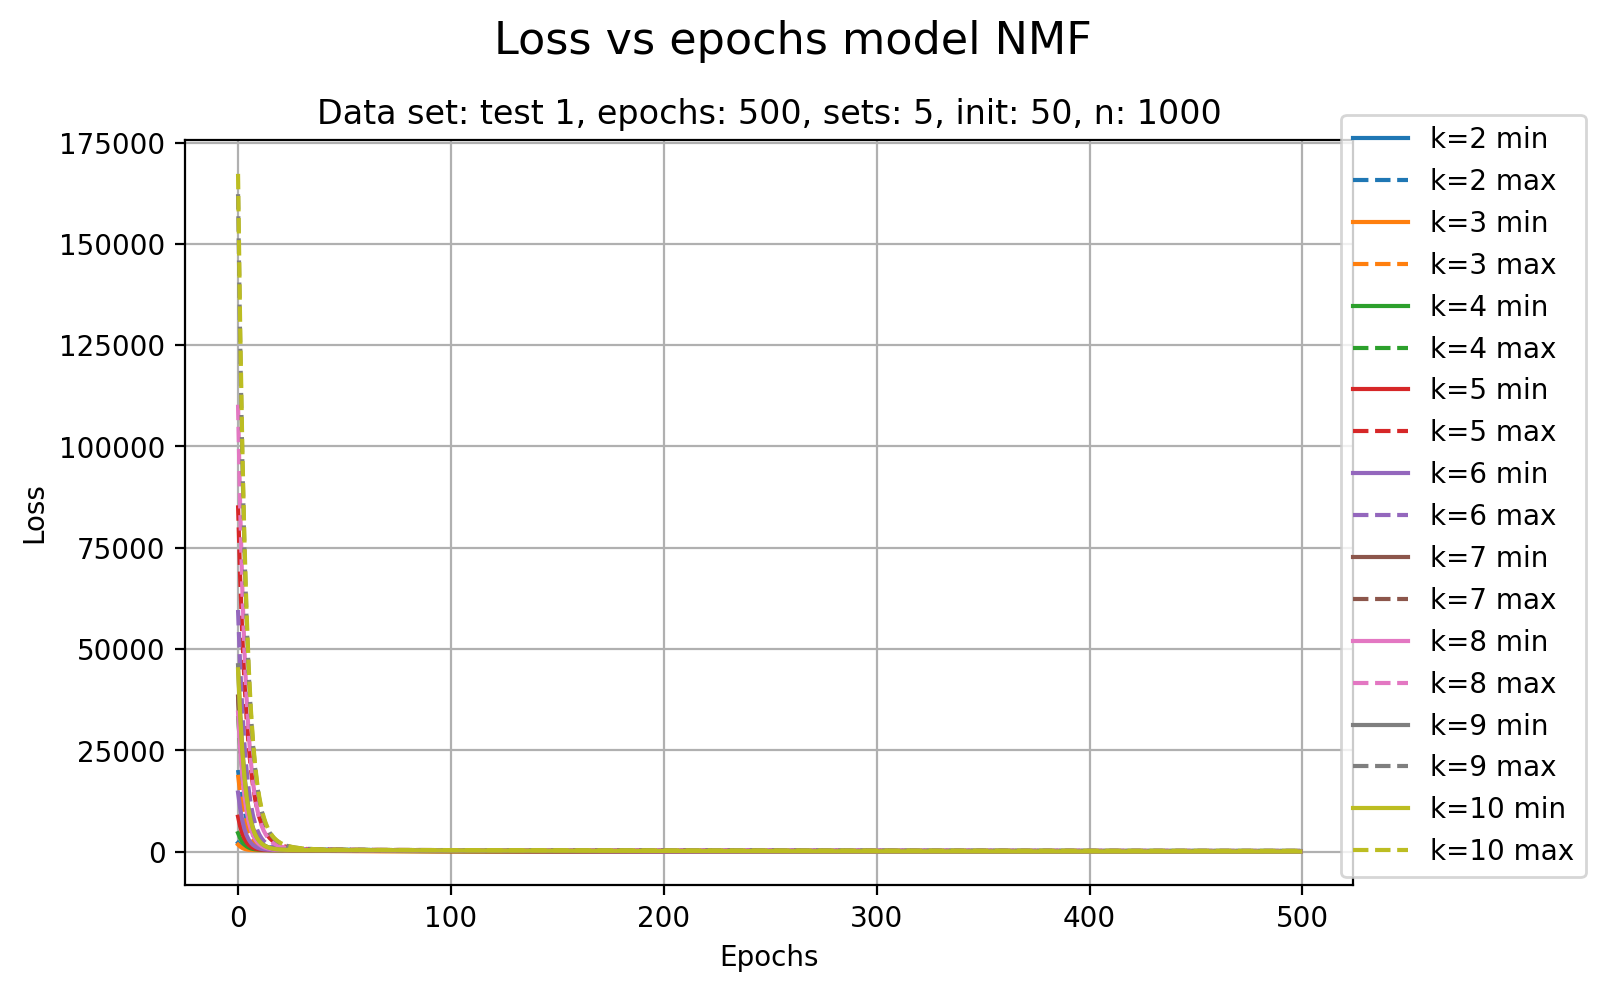 Loss vs epochs model NMF
Data set: test 1, epochs: 500, sets: 5, init: 50, n: 1000
175000
150000
125000
100000
75000
50000
25000
0
Loss
0 100 200 300 400 500
Epochs
k=2 min
k=2 max
k=3 min
k=3 max
k=4 min
k=4 max
k=5 min
k=5 max
k=6 min
k=6 max
k=7 min
k=7 max
k=8 min
k=8 max
k=9 min
k=9 max
k=10 min
k=10 max